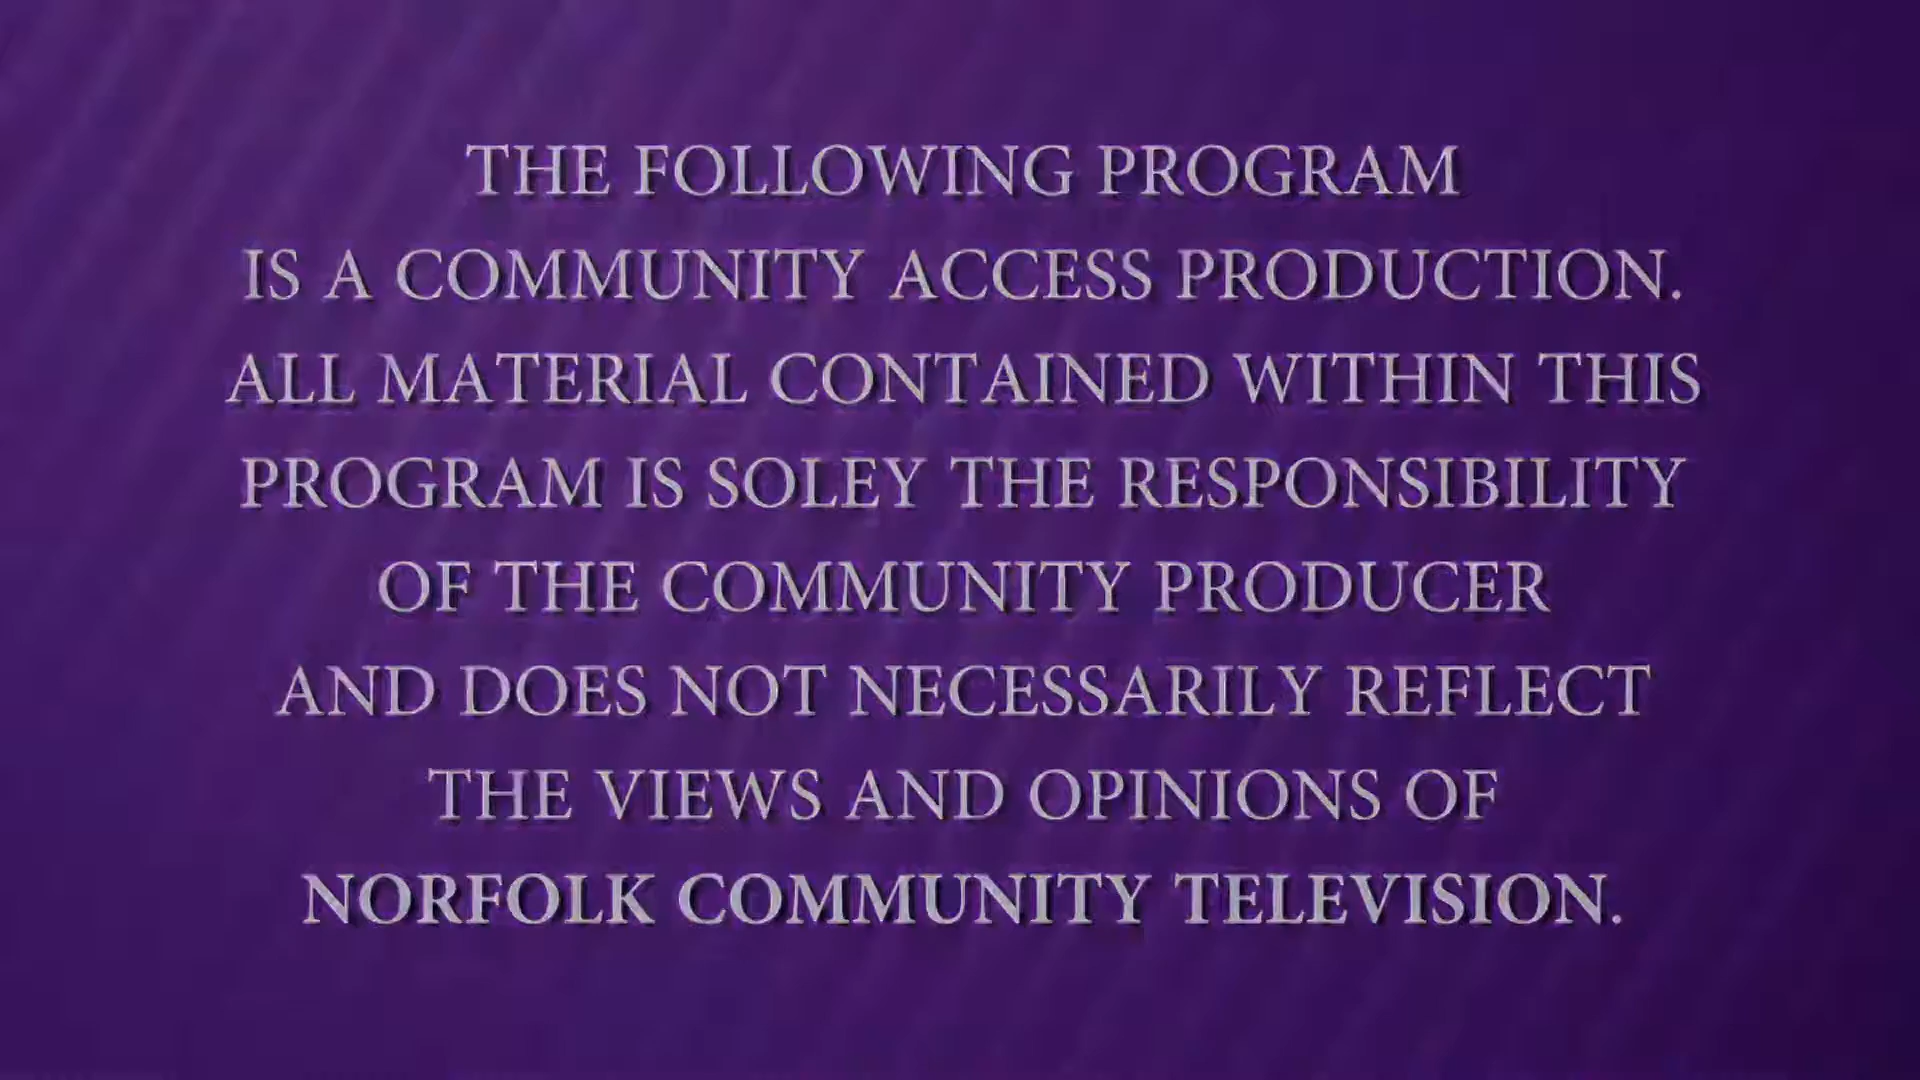 THE FOLLOWING PROGRAM
IS A COMMUNITY ACCESS PRODUCTION.
ALL MATERIAL CONTAINED WITHIN THIS
PROGRAM IS SOLEY THE RESPONSIBILITY
OF THE COMMUNITY PRODUCER
AND DOES NOT NECESSARILY REFLECT
THE VIEWS AND OPINIONS OF
NORFOLK COMMUNITY TELEVISION.